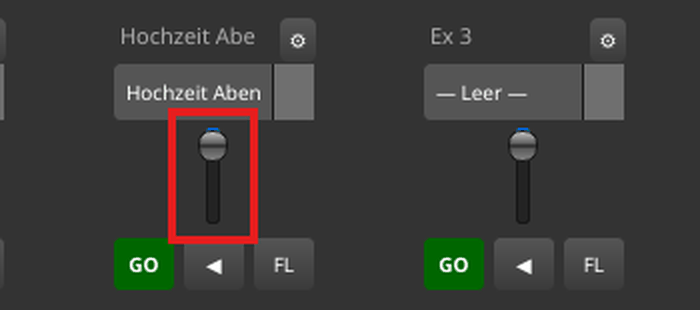 Hochzeit Abe
Ex 3
Hochzeit Aben
— Leer —
GO
◀
FL
GO
◀
FL